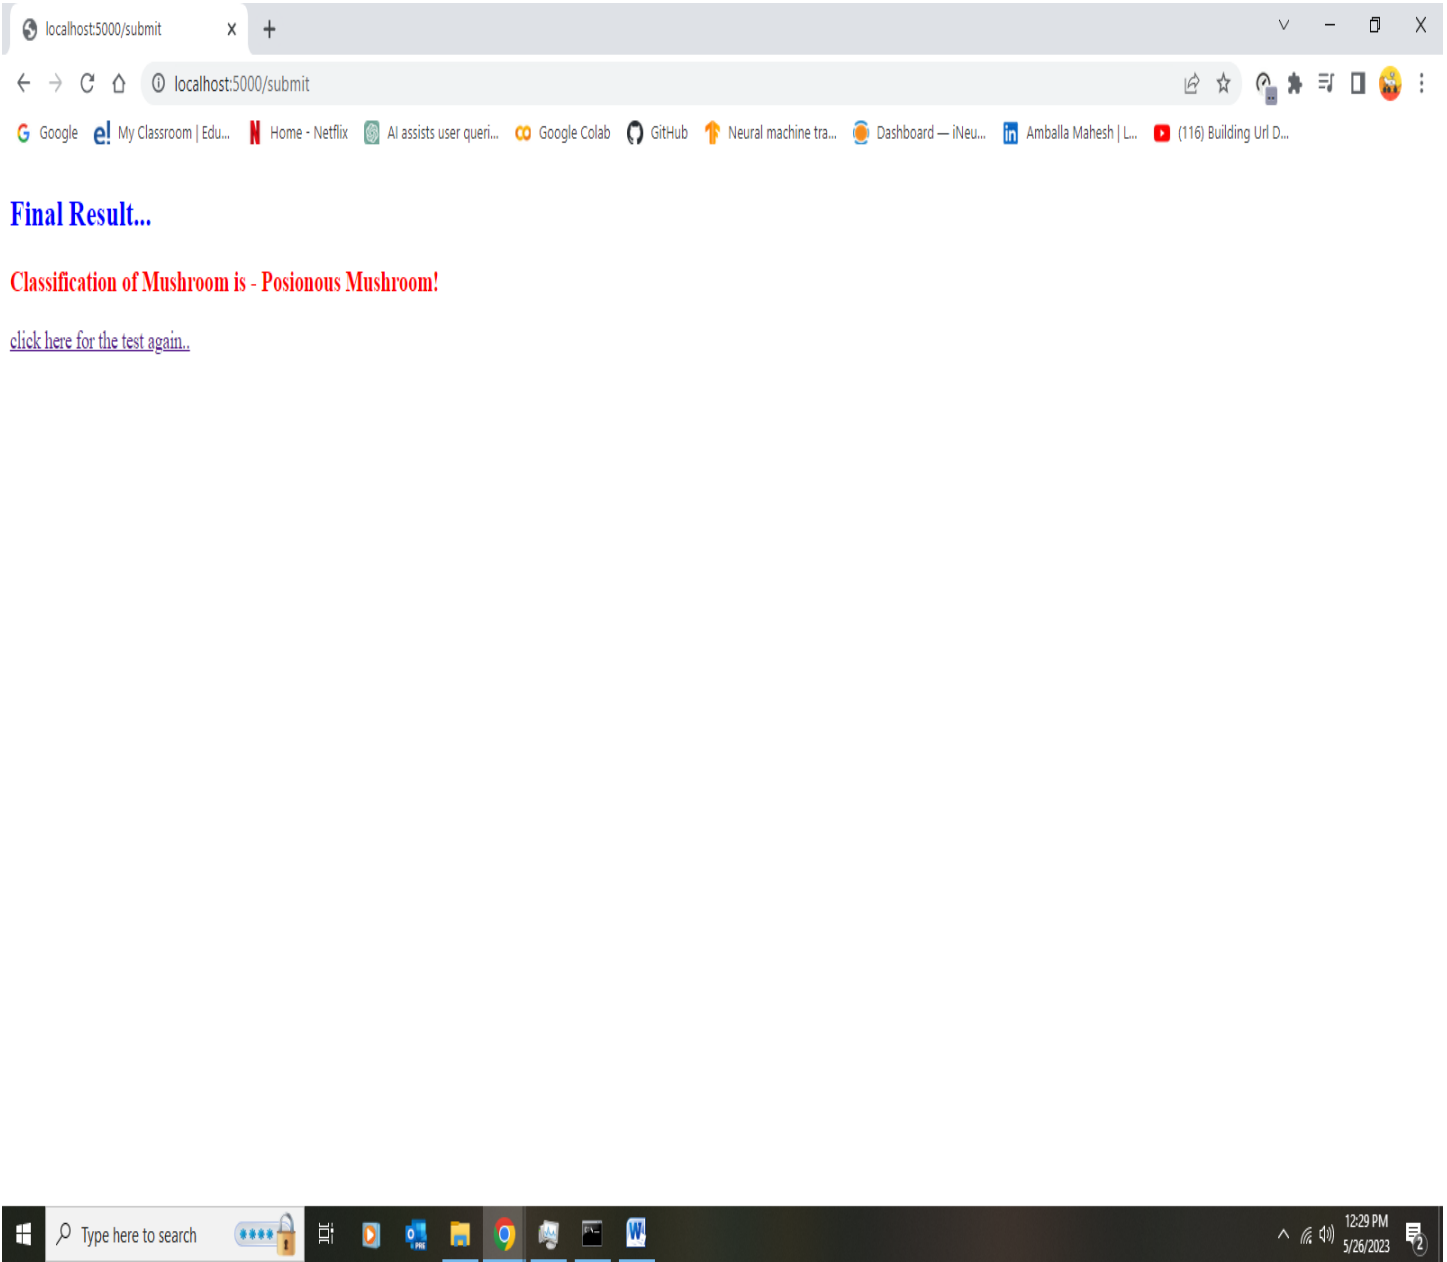 localhost:5000/submit
localhost:5000/submit
Google My Classroom | Edu... Home - Netflix AI assists user queri... Google Colab GitHub Neural machine tra... Dashboard — iNeu... Amballa Mahesh | L... (116) Building Url D...
Final Result...
Classification of Mushroom is - Posionous Mushroom!
click here for the test again..
Type here to search
12:29 PM
5/26/2023
2